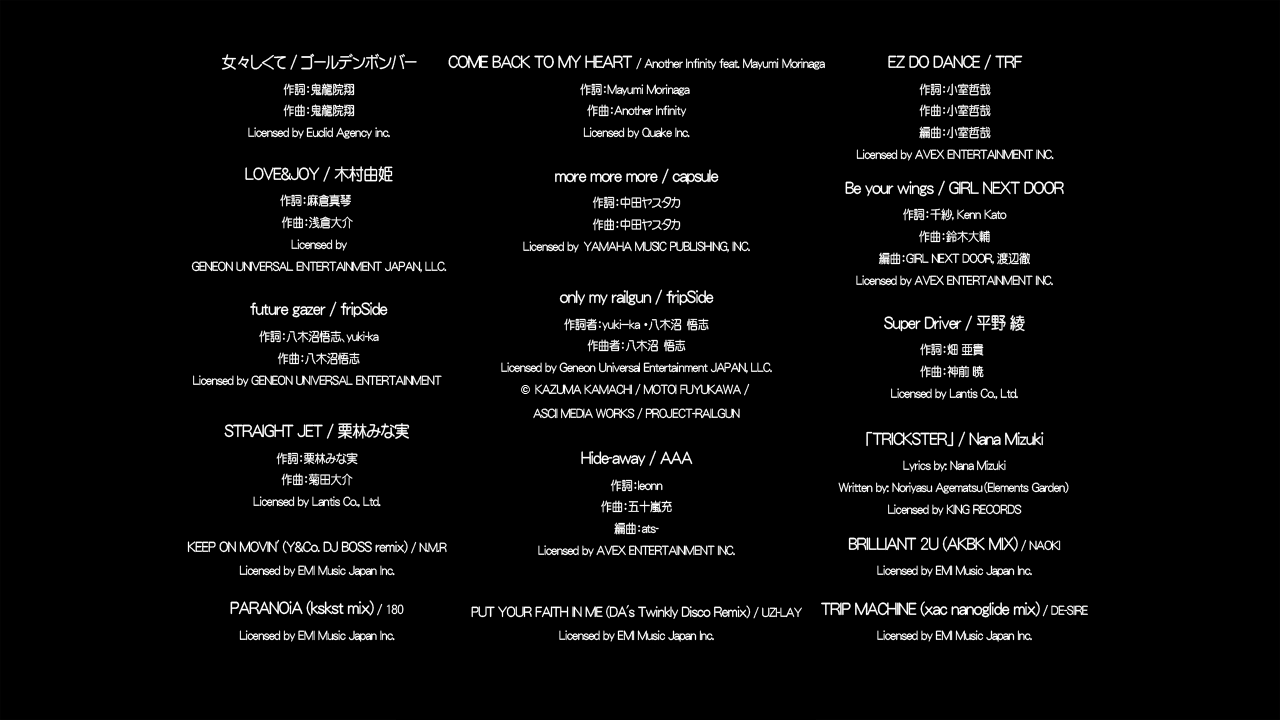 女々しくて / ゴールデンボンバー
作詞：鬼龍院翔
作曲：鬼龍院翔
Licensed by Euclid Agency inc.
LOVE&JOY / 木村由姫
作詞：麻倉真琴
作曲：浅倉大介
Licensed by
GENEON UNIVERSAL ENTERTAINMENT JAPAN, LLC.
future gazer / fripSide
作詞：八木沼悟志、yuki-ka
作曲：八木沼悟志
Licensed by GENEON UNIVERSAL ENTERTAINMENT
STRAIGHT JET / 栗林みな実
作詞：栗林みな実
作曲：菊田大介
Licensed by Lantis Co., Ltd.
KEEP ON MOVIN' (Y&Co. DJ BOSS remix) / N.M.R
Licensed by EMI Music Japan Inc.
PARANOiA (kskst mix) / 180
Licensed by EMI Music Japan Inc.
COME BACK TO MY HEART / Another Infinity feat. Mayumi Morinaga
作詞：Mayumi Morinaga
作曲：Another Infinity
Licensed by Quake Inc.
more more more / capsule
作詞：中田ヤスタカ
作曲：中田ヤスタカ
Licensed by YAMAHA MUSIC PUBLISHING, INC.
only my railgun / fripSide
作詞者：yuki−ka・八木沼 悟志
作曲者：八木沼 悟志
Licensed by Geneon Universal Entertainment JAPAN, LLC.
© KAZUMA KAMACHI / MOTOI FUYUKAWA /
ASCII MEDIA WORKS / PROJECT-RAILGUN
Hide-away / AAA
作詞：leonn
作曲：五十嵐充
編曲：ats-
Licensed by AVEX ENTERTAINMENT INC.
PUT YOUR FAITH IN ME (DA's Twinkly Disco Remix) / UZI-LAY
Licensed by EMI Music Japan Inc.
EZ DO DANCE / TRF
作詞：小室哲哉
作曲：小室哲哉
編曲：小室哲哉
Licensed by AVEX ENTERTAINMENT INC.
Be your wings / GIRL NEXT DOOR
作詞：千紗, Kenn Kato
作曲：鈴木大輔
編曲：GIRL NEXT DOOR, 渡辺徹
Licensed by AVEX ENTERTAINMENT INC.
Super Driver / 平野 綾
作詞：畑 亜貴
作曲：神前 暁
Licensed by Lantis Co., Ltd.
「TRICKSTER」 / Nana Mizuki
Lyrics by: Nana Mizuki
Written by: Noriyasu Agematsu(Elements Garden)
Licensed by KING RECORDS
BRILLIANT 2U (AKBK MIX) / NAOKI
Licensed by EMI Music Japan Inc.
TRIP MACHINE (xac nanoglide mix) / DE-SIRE
Licensed by EMI Music Japan Inc.